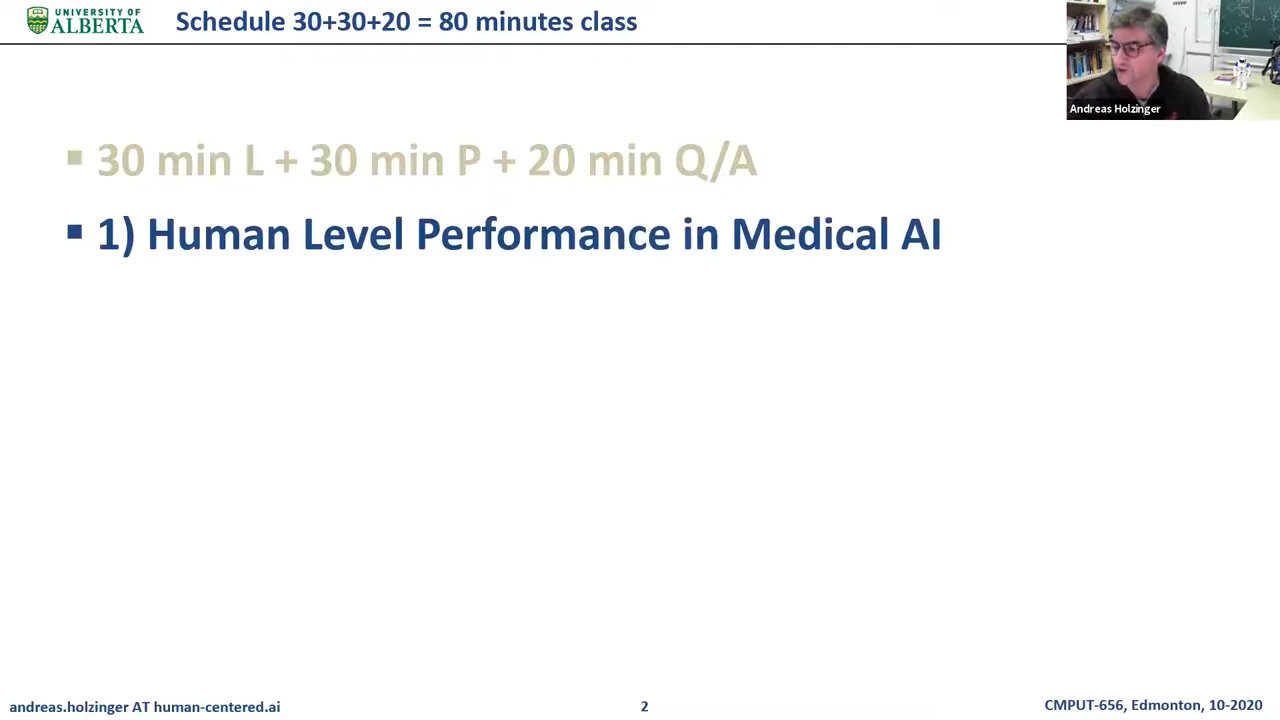 UNIVERSITY OF
ALBERTA
Schedule 30+30+20 = 80 minutes class
Andreas Holzinger
▪ 30 min L + 30 min P + 20 min Q/A
▪ 1) Human Level Performance in Medical AI
andreas.holzinger AT human-centered.ai
2
CMPUT-656, Edmonton, 10-2020